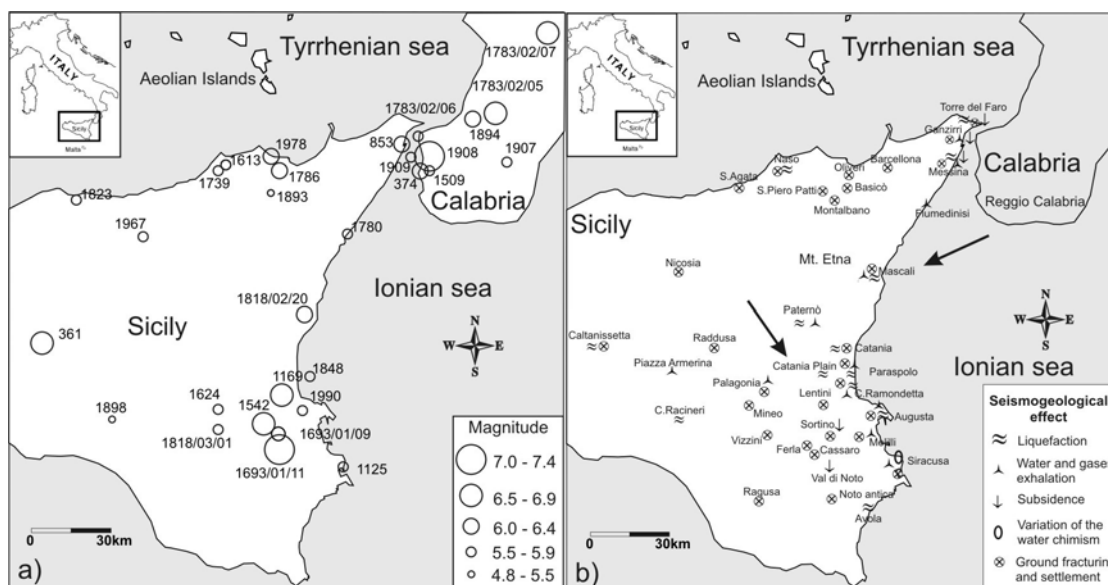 ITALY
Sicily
Malta
Tyrrhenian sea
Aeolian Islands
1783/02/07
1783/02/05
1783/02/06
1894
853
1908
1907
1978
1613
1909
1739
1786
374
1509
1893
Calabria
1823
1967
1780
Ionian sea
1818/02/20
N
W E
S
Sicily
361
1848
1169
1624
1990
1542
1898
1693/01/09
1818/03/01
1693/01/11
1125
Magnitude
7.0 - 7.4
6.5 - 6.9
6.0 - 6.4
5.5 - 5.9
4.8 - 5.5
0 30km
a)
ITALY
Sicily
Malta
Tyrrhenian sea
Aeolian Islands
Torre del Faro
Ganzirri
Calabria
Messina
Naso
Oliveri
Barcellona
S.Agata
S.Piero Patti
Basicò
Montalbano
Reggio Calabria
Fiumedinisi
Sicily
Mt. Etna
Nicosia
Mascali
Paternò
N
W E
S
Caltanissetta
Raddusa
Catania
Ionian sea
Piazza Armerina
Catania Plain
Paraspolo
Palagonia
C.Ramondetta
C.Racineri
Mineo
Lentini
Augusta
Vizzini
Sortino
Melilli
Ferla
Cassaro
Siracusa
Val di Noto
Ragusa
Noto antica
Avola
Seismogeological
effect
Liquefaction
Water and gases
exhalation
Subsidence
Variation of the
water chimism
Ground fracturing
and settlement
0 30km
b)